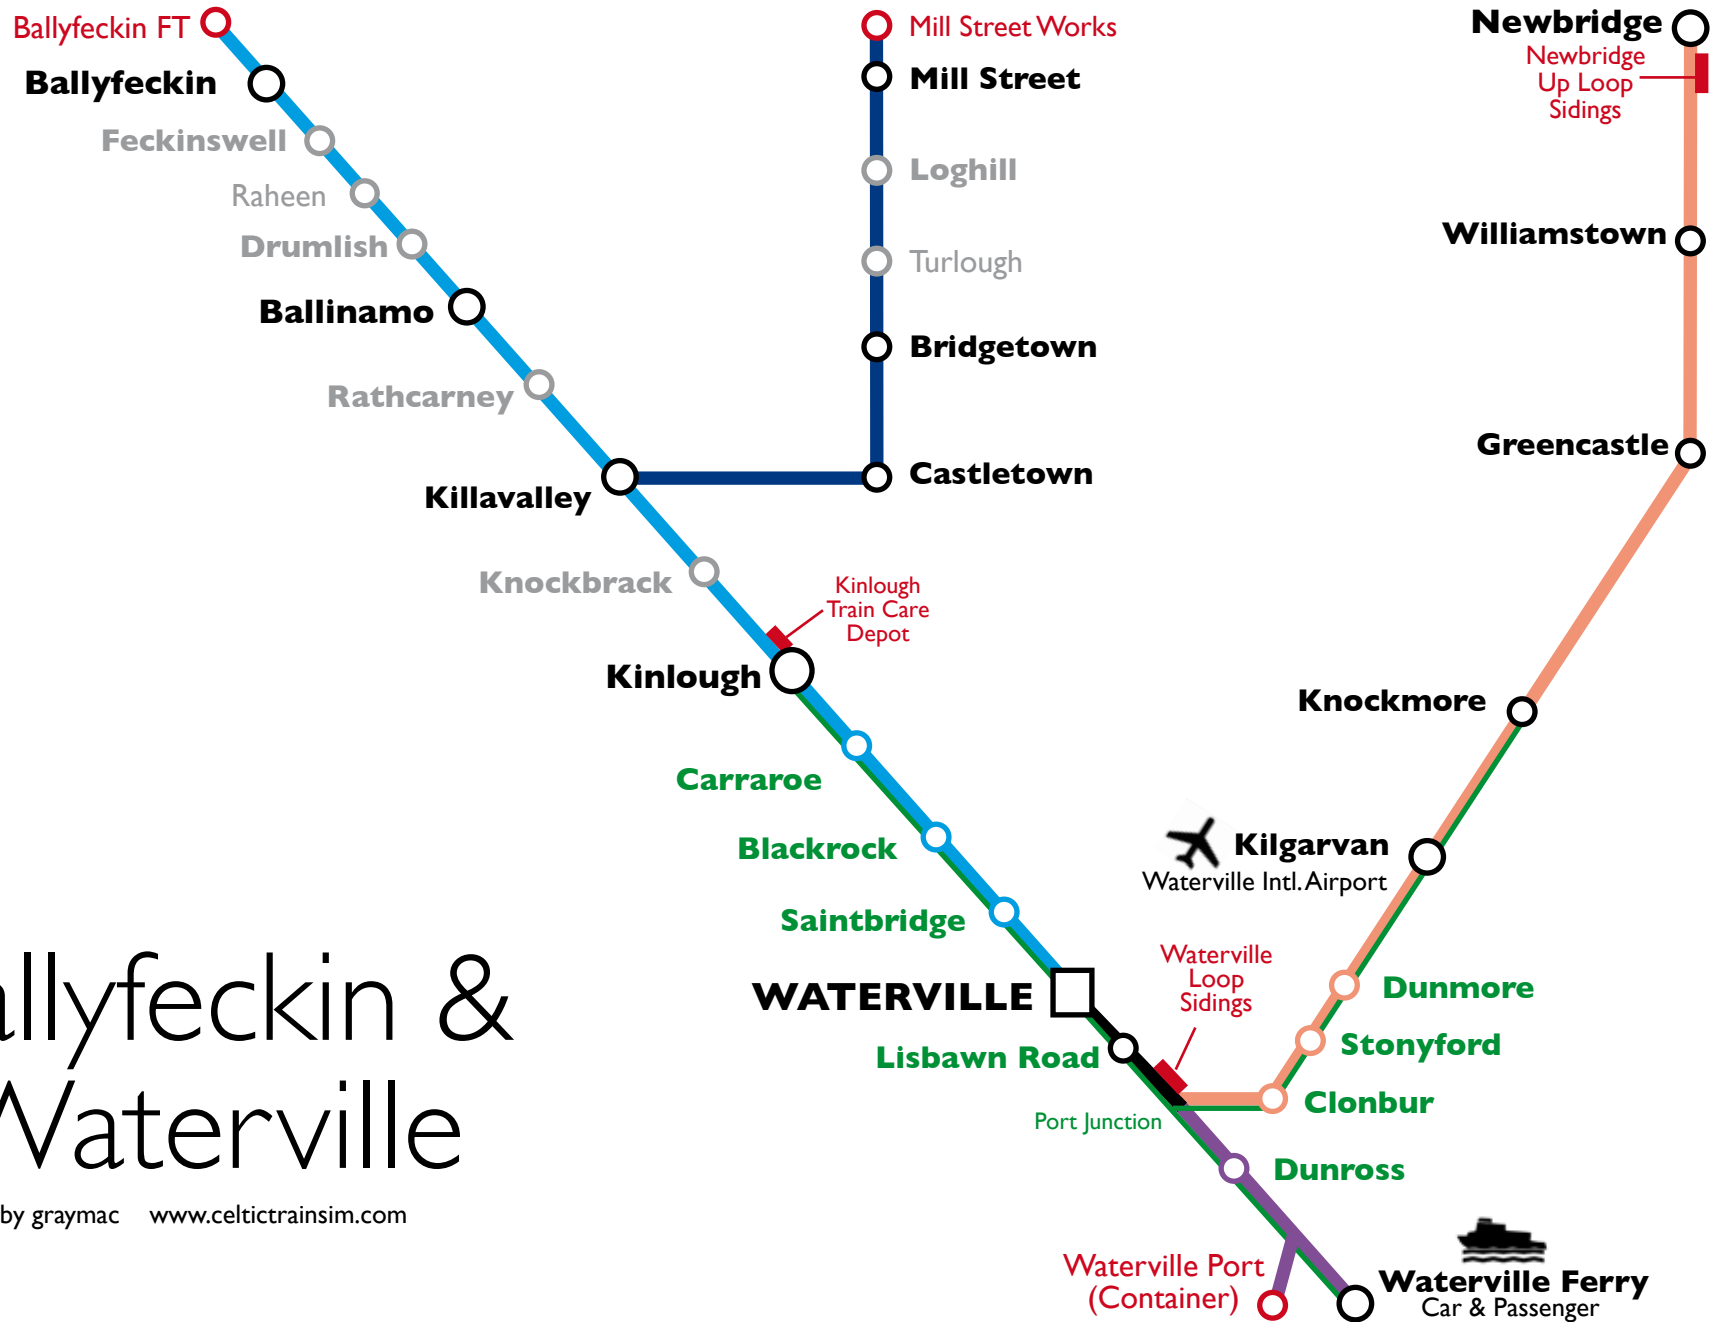 Ballyfeckin FT
Mill Street Works
Newbridge
Newbridge
Up Loop
Sidings
Ballyfeckin
Mill Street
Feckinswell
Loghill
Raheen
Drumlish
Turlough
Williamstown
Ballinamo
Bridgetown
Rathcarney
Greencastle
Castletown
Killavalley
Knockbrack
Kinlough
Train Care
Depot
Kinlough
Knockmore
Carraroe
Blackrock
Kilgarvan
Waterville Intl. Airport
Saintbridge
Waterville
Loop
Sidings
Dunmore
WATERVILLE
Stonyford
Lisbawn Road
Clonbur
Port Junction
Dunross
Waterville Port
(Container)
Waterville Ferry
Car & Passenger
allyfeckin &
Waterville
by graymac www.celtictrainsim.com